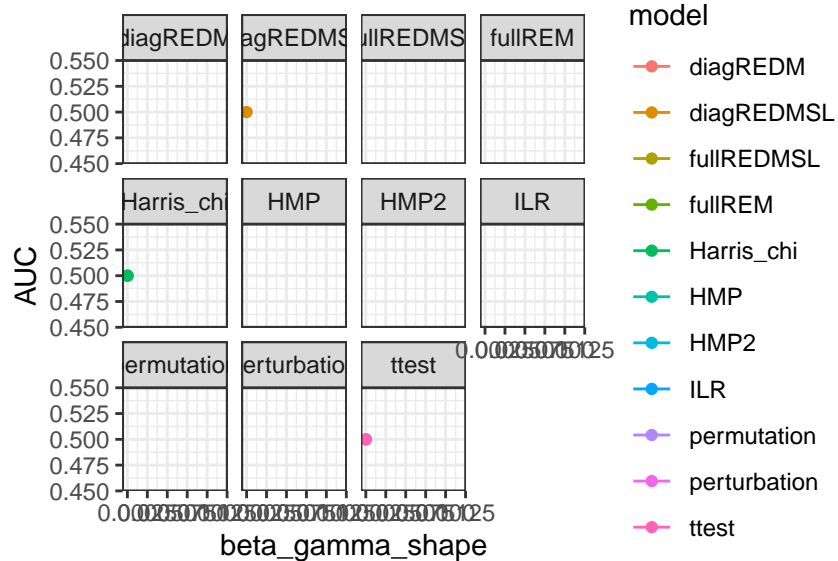 diagREDM agREDMS ullREDMS fullREM
0.550
0.525
0.500
0.475
0.450
Harris_chi HMP HMP2 ILR
0.550
0.525
0.500
0.475
0.450
ermutation erturbatio ttest
0.550
0.525
0.500
0.475
0.450
AUC
beta_gamma_shape
model
diagREDM
diagREDMSL
fullREDMSL
fullREM
Harris_chi
HMP
HMP2
ILR
permutation
perturbation
ttest